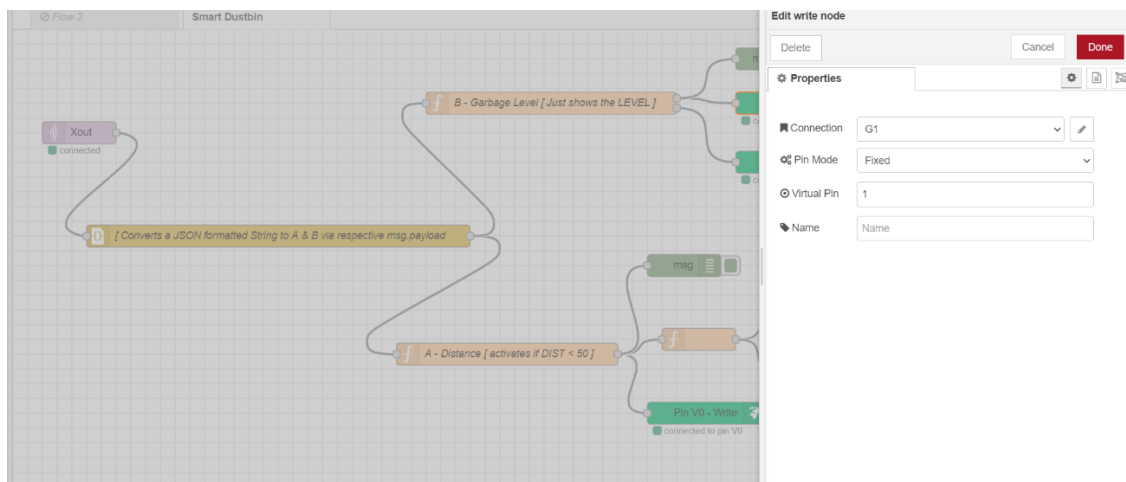 Flow 2
Smart Dustbin
Edit write node
Delete
Cancel
Done
Properties
Connection
G1
Pin Mode
Fixed
Virtual Pin
1
Name
Name
B - Garbage Level [ Just shows the LEVEL ]
Xout
connected
[ Converts a JSON formatted String to A & B via respective msg.payload
msg
A - Distance [ activates if DIST < 50 ]
Pin V0 - Write
connected to pin V0